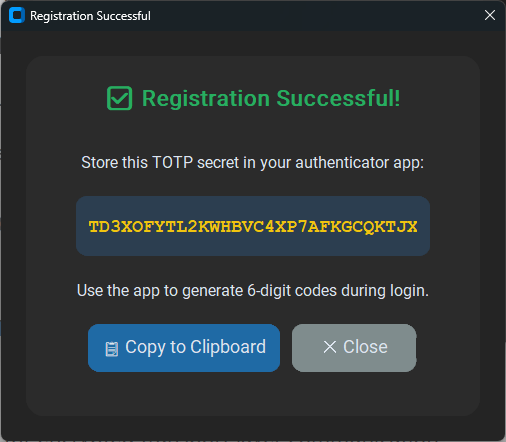 Registration Successful
Registration Successful!
Store this TOTP secret in your authenticator app:
TD3XOFYTL2KWHBVC4XP7AFKGCQKTJX
Use the app to generate 6-digit codes during login.
Copy to Clipboard
Close